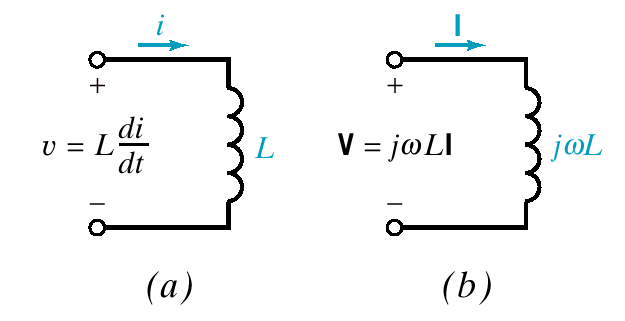 i
+
v = L di/dt
L
−
(a)
I
+
V = jωLI
jωL
−
(b)